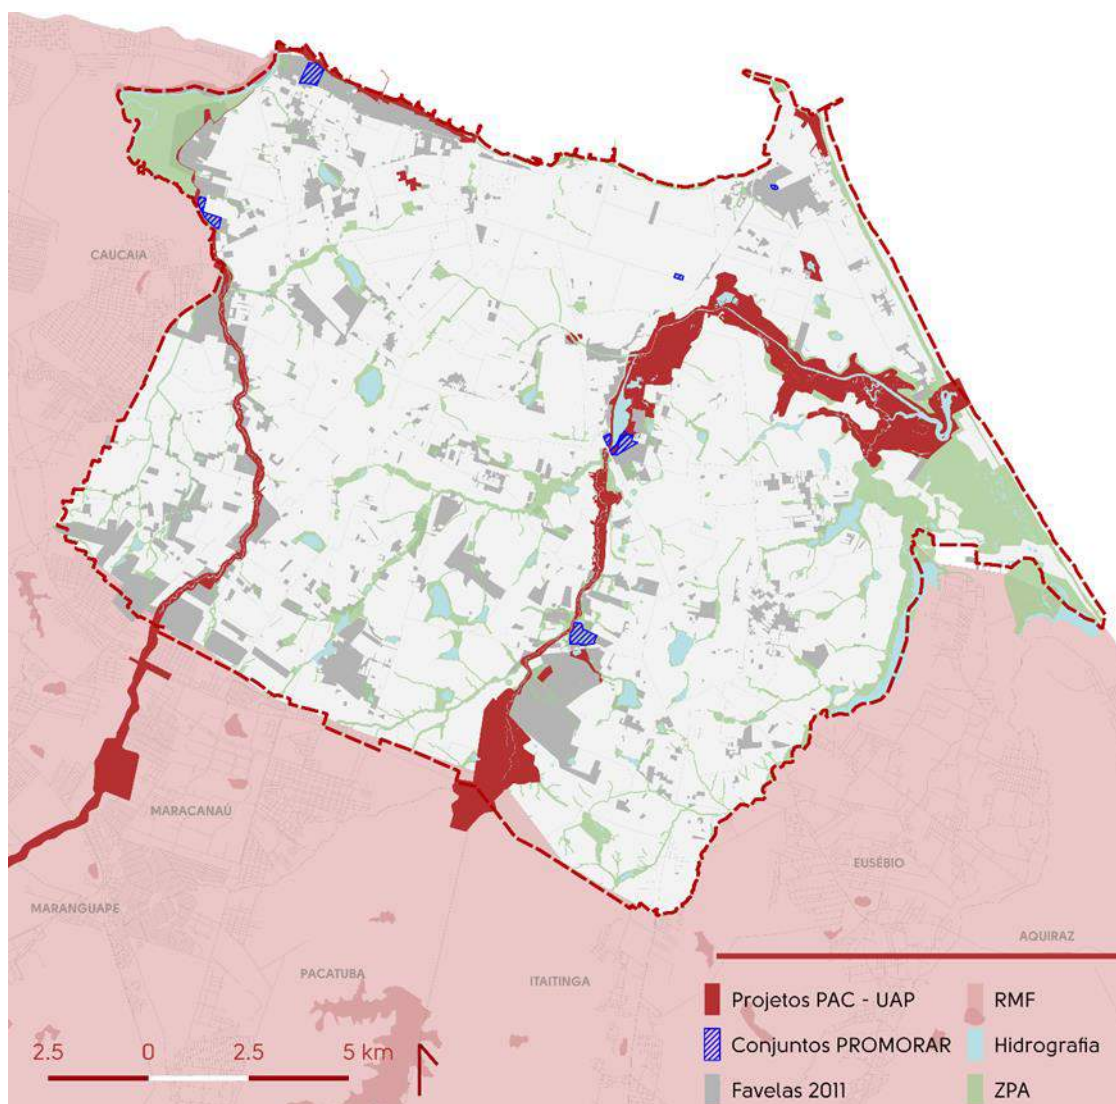 CAUCAIA
MARACANAÚ
MARANGUAPE
EUSÉBIO
AQUIRAZ
PACATUBA
ITAITINGA
Projetos PAC - UAP
RMF
Conjuntos PROMORAR
Hidrografia
Favelas 2011
ZPA
2.5 0 2.5 5 km